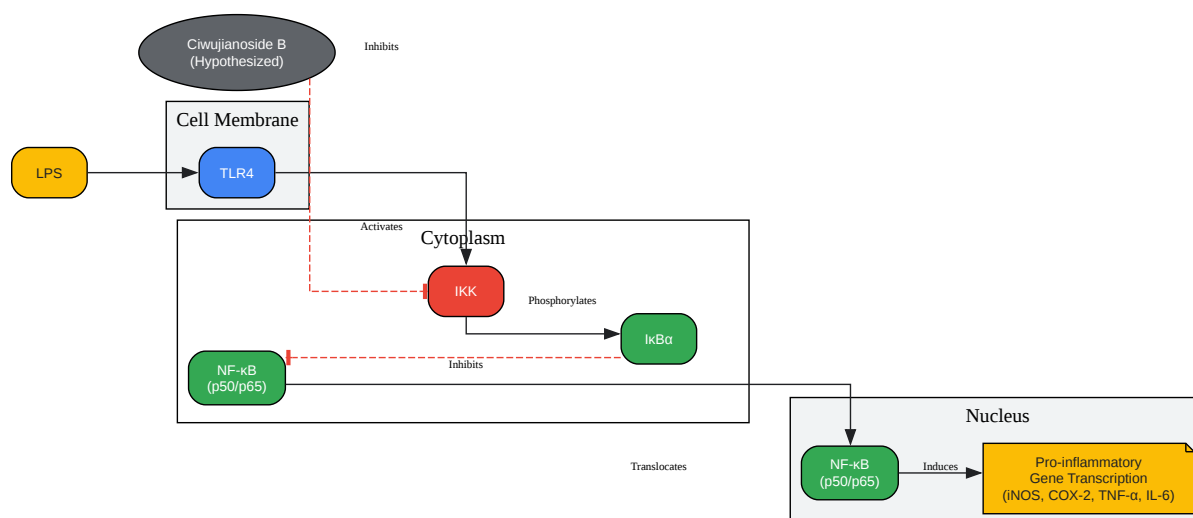 Ciwujianoside B
(Hypothesized)
Inhibits
Cell Membrane
LPS
TLR4
Activates
Cytoplasm
IKK
Phosphorylates
IκBα
Inhibits
NF-κB
(p50/p65)
Translocates
Nucleus
NF-κB
(p50/p65)
Induces
Pro-inflammatory
Gene Transcription
(iNOS, COX-2, TNF-α, IL-6)